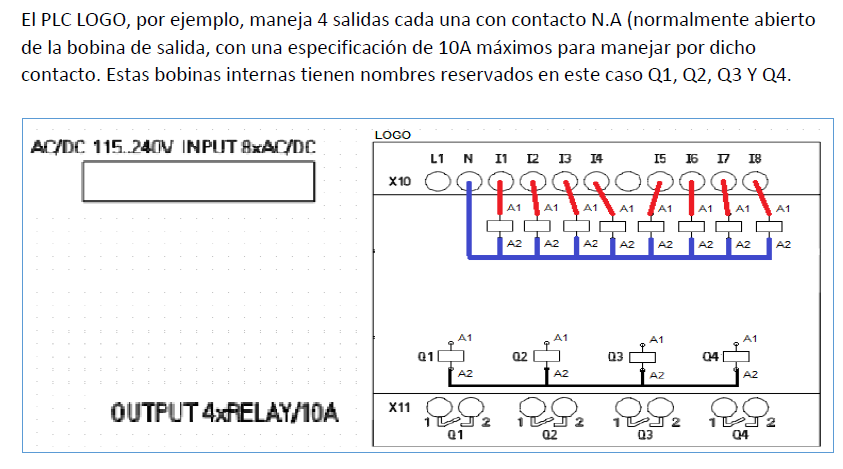 El PLC LOGO, por ejemplo, maneja 4 salidas cada una con contacto N.A (normalmente abierto
de la bobina de salida, con una especificación de 10A máximos para manejar por dicho
contacto. Estas bobinas internas tienen nombres reservados en este caso Q1, Q2, Q3 Y Q4.
LOGO
AC/DC 115..240V INPUT 8xAC/DC
L1 N I1 I2 I3 I4 I5 I6 I7 I8
X10
A1 A1 A1 A1 A1 A1 A1 A1
A2 A2 A2 A2 A2 A2 A2 A2
A1 A1 A1 A1
Q1 Q2 Q3 Q4
A2 A2 A2 A2
OUTPUT 4xRELAY/10A
X11
1 2 1 2 1 2 1 2
Q1 Q2 Q3 Q4